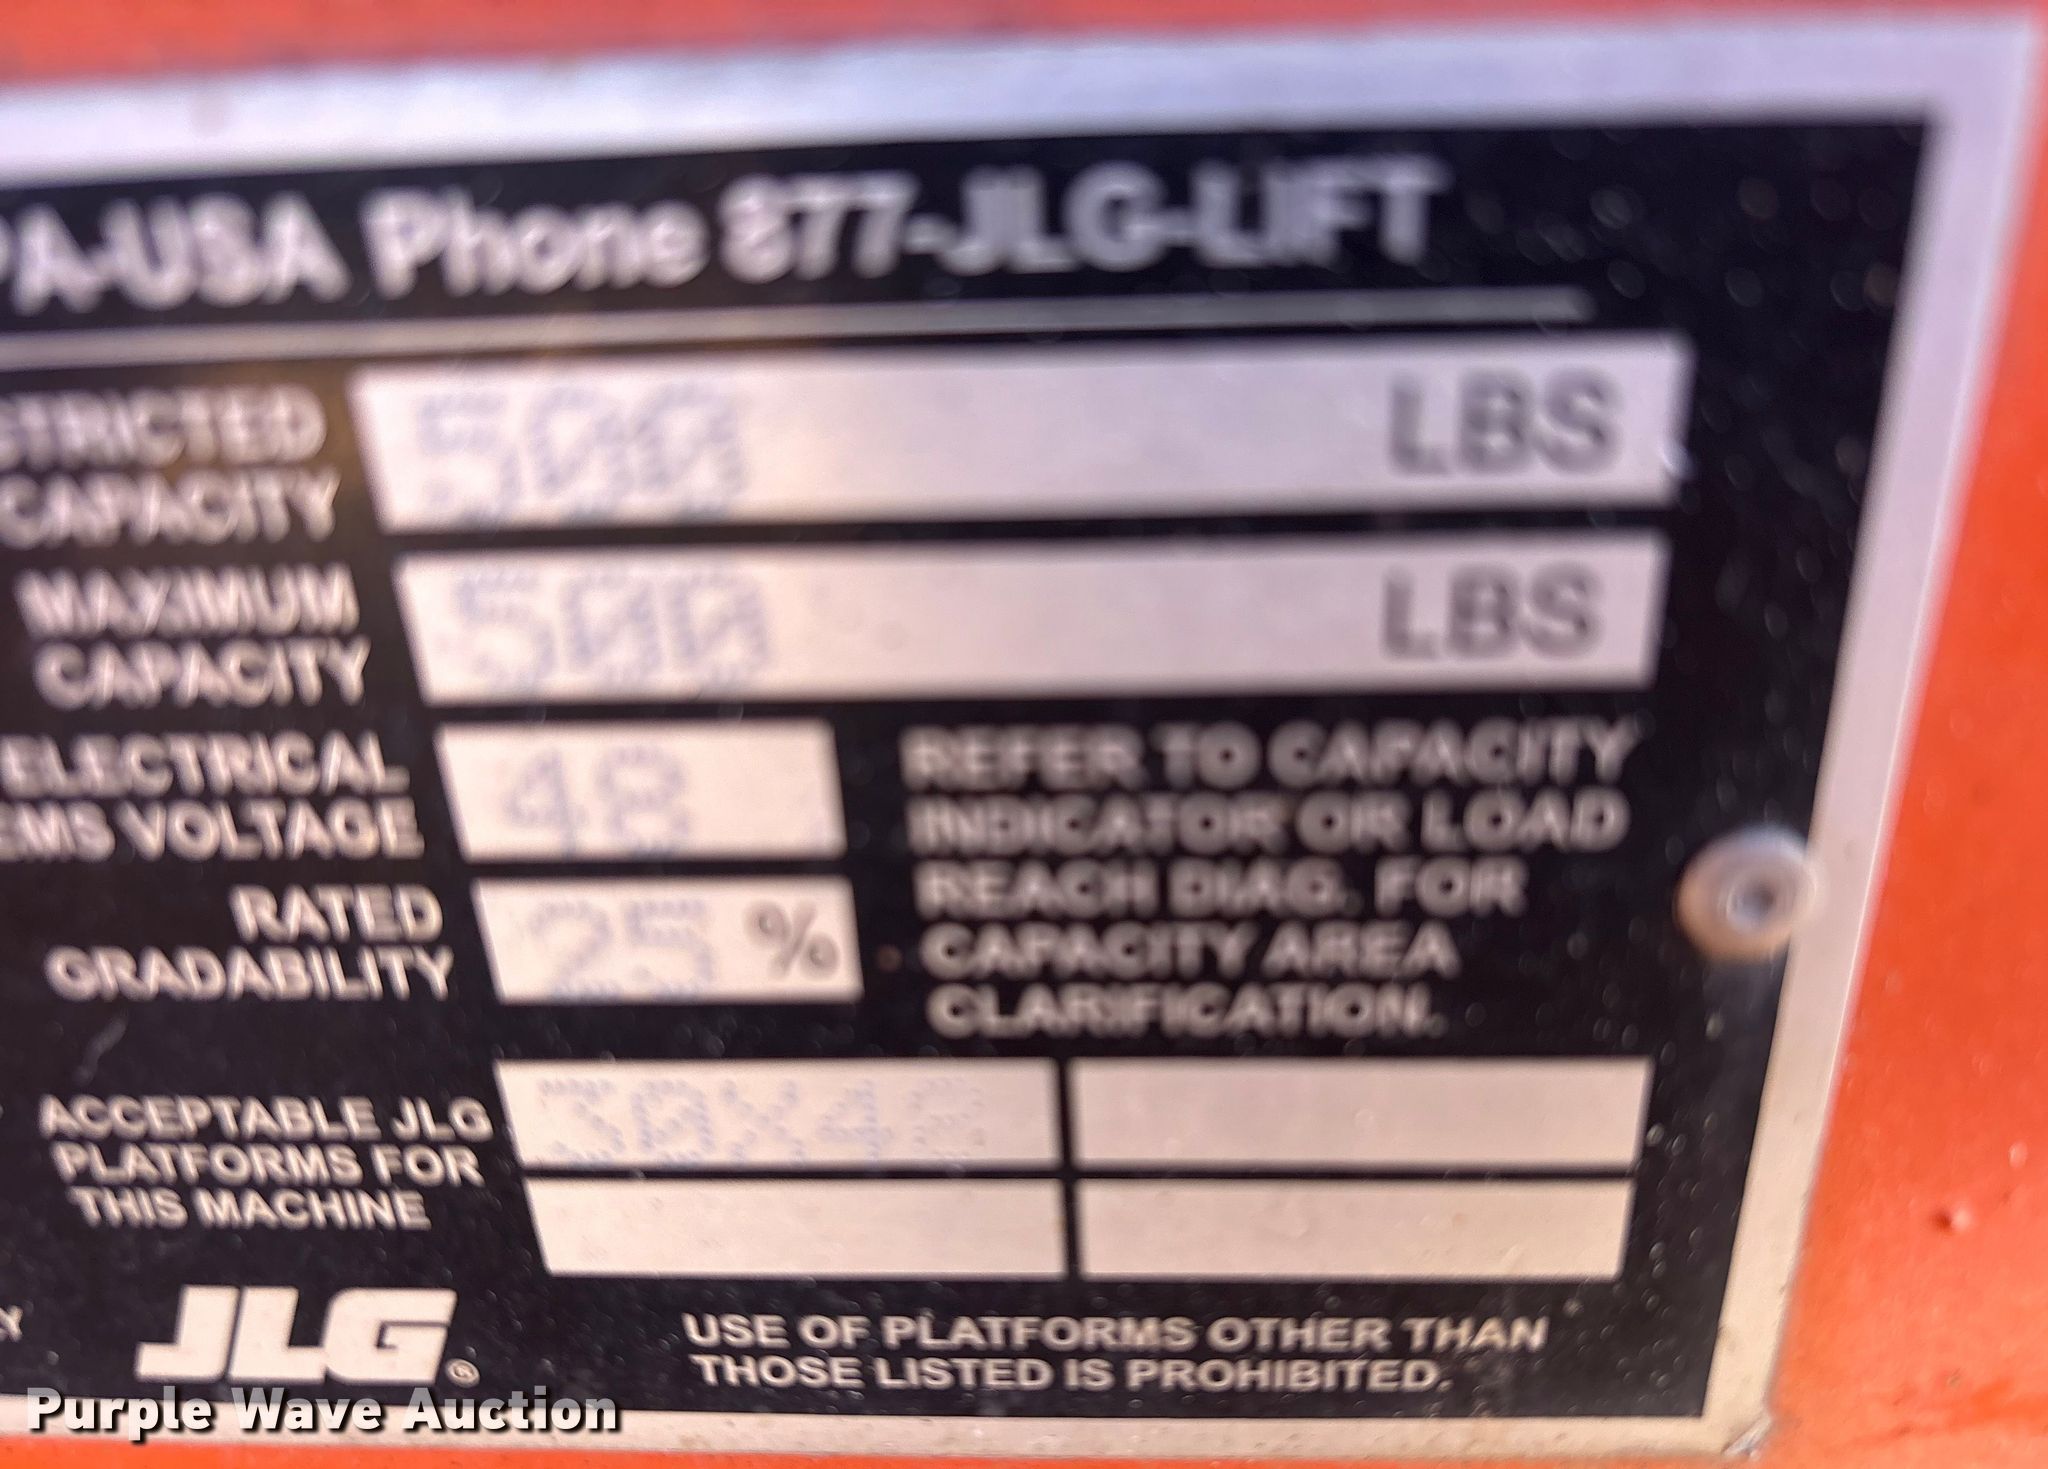 PA-USA Phone 877-JLG-LIFT
STRICTED CAPACITY 500 LBS
MAXIMUM CAPACITY 500 LBS
ELECTRICAL
EMS VOLTAGE 48
RATED GRADABILITY 25 %
REFER TO CAPACITY
INDICATOR OR LOAD
REACH DIAG. FOR
CAPACITY AREA
CLARIFICATION.
ACCEPTABLE JLG
PLATFORMS FOR
THIS MACHINE
30X48
JLG®
USE OF PLATFORMS OTHER THAN
THOSE LISTED IS PROHIBITED.
Purple Wave Auction